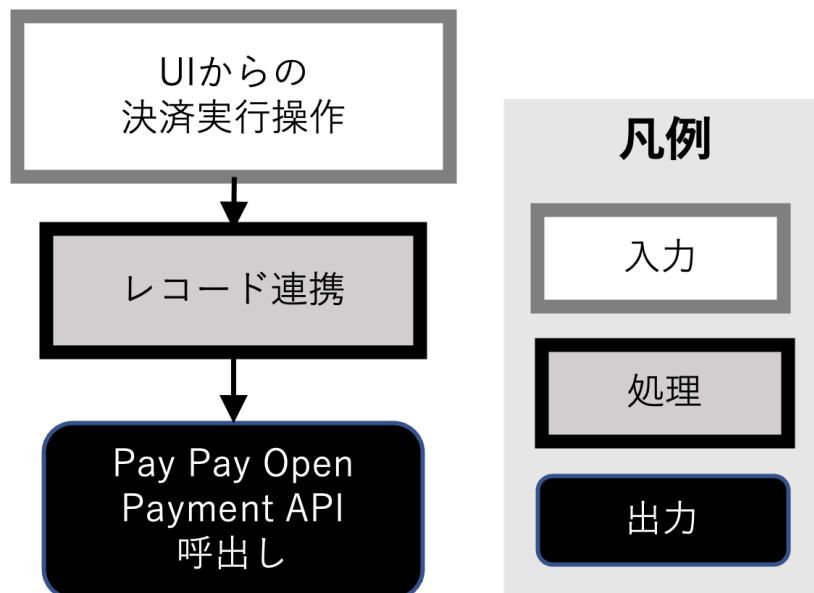 UIからの
決済実行操作
レコード連携
Pay Pay Open
Payment API
呼出し
凡例
入力
処理
出力